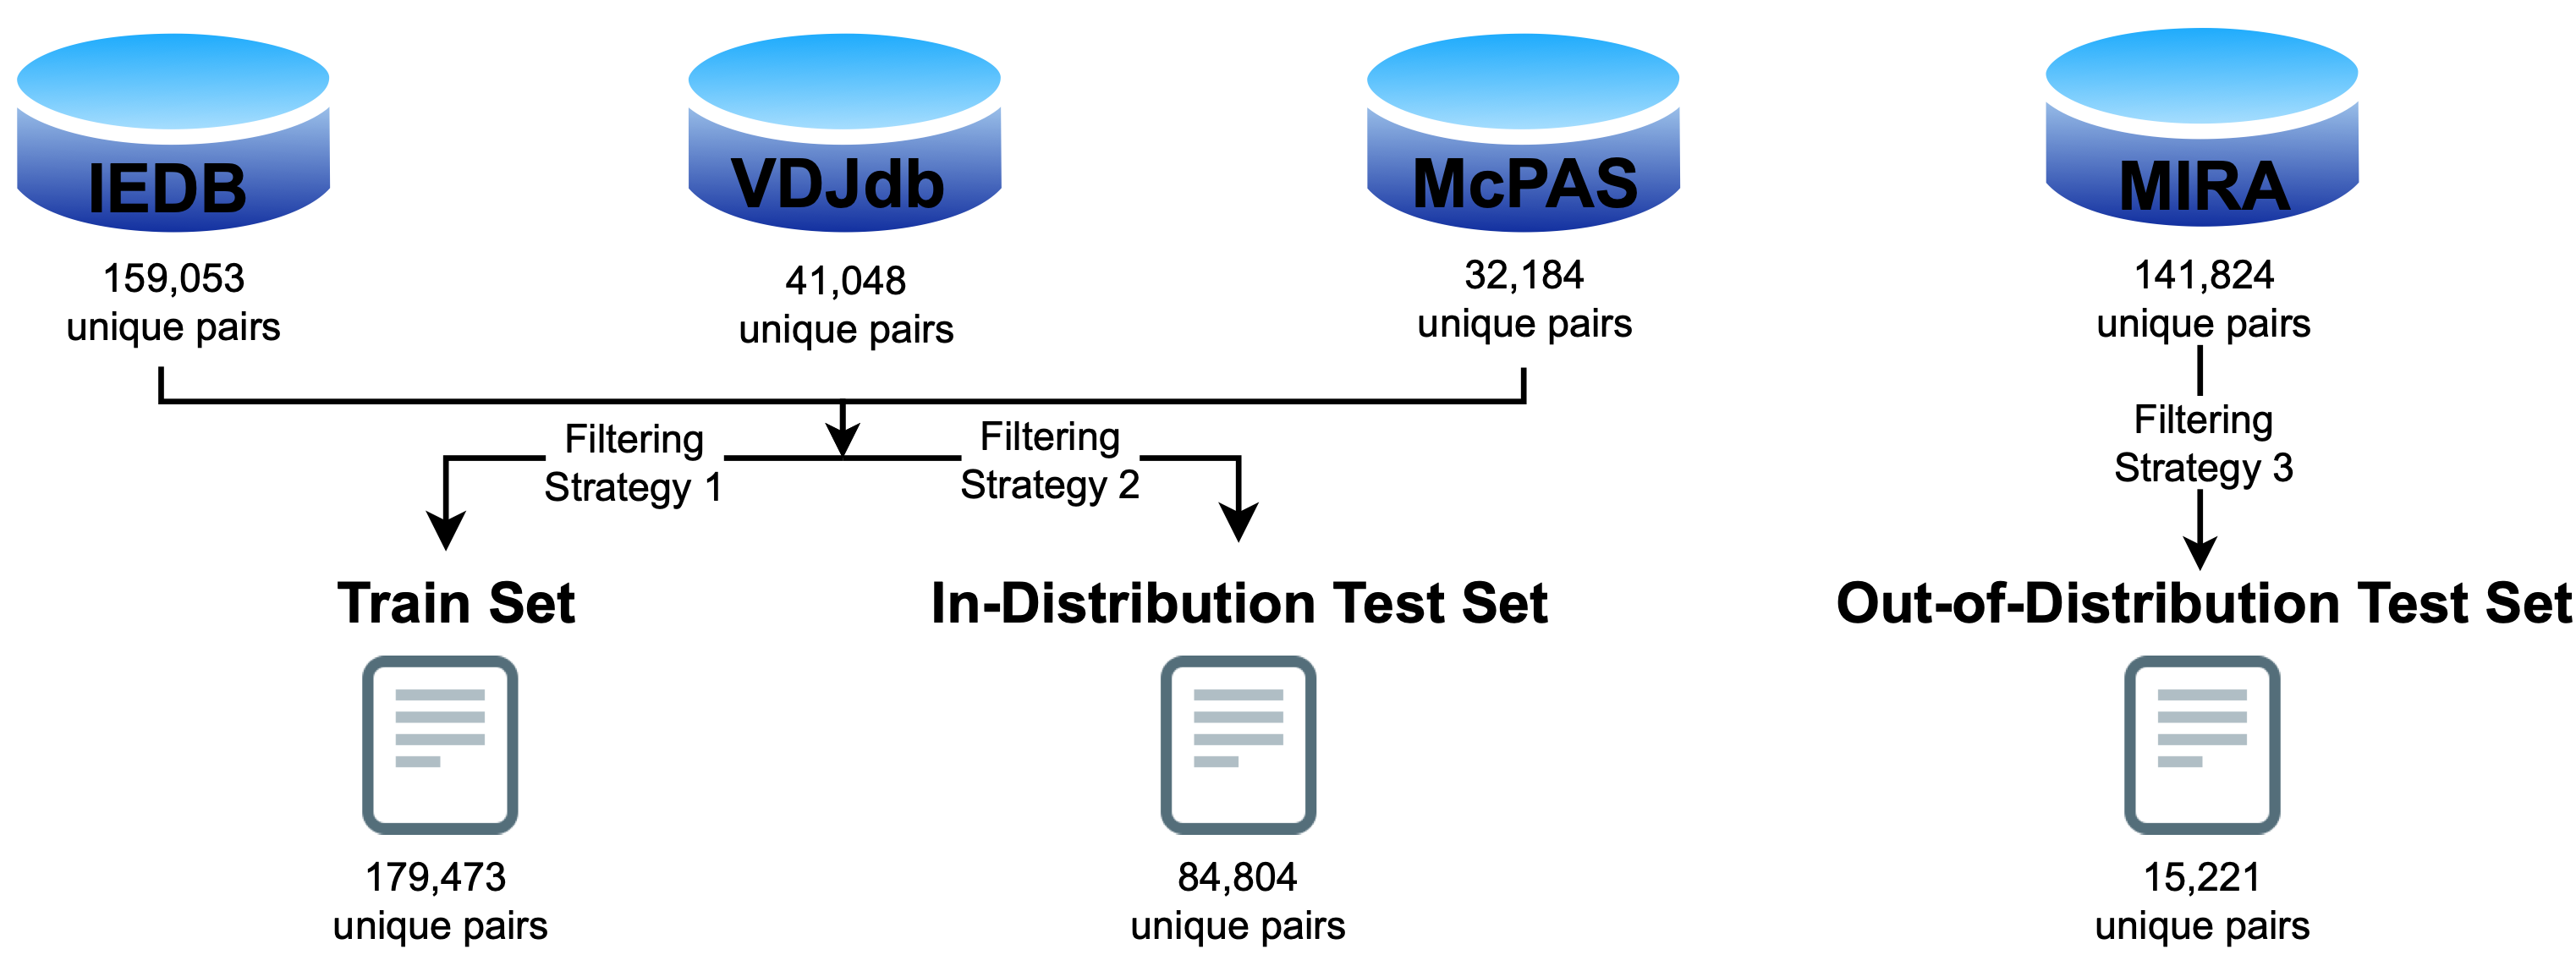 IEDB
159,053
unique pairs
VDJdb
41,048
unique pairs
McPAS
32,184
unique pairs
MIRA
141,824
unique pairs
Filtering
Strategy 1
Filtering
Strategy 2
Filtering
Strategy 3
Train Set
179,473
unique pairs
In-Distribution Test Set
84,804
unique pairs
Out-of-Distribution Test Set
15,221
unique pairs